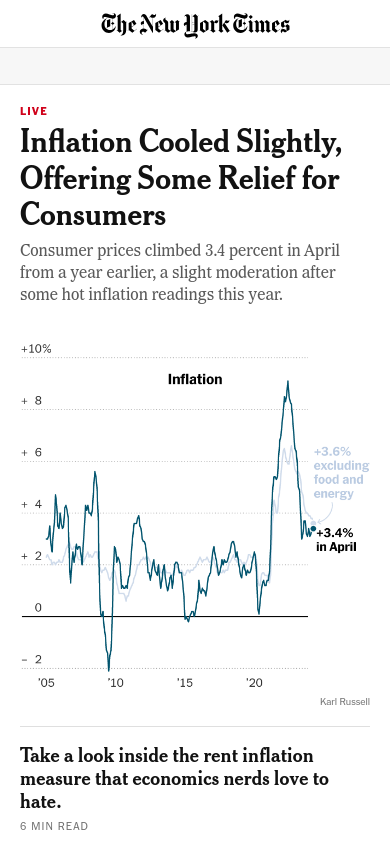 The New York Times
LIVE
Inflation Cooled Slightly,
Offering Some Relief for
Consumers
Consumer prices climbed 3.4 percent in April
from a year earlier, a slight moderation after
some hot inflation readings this year.
+10%
Inflation
+ 8
+ 6
+3.6%
excluding
food and
energy
+ 4
+3.4%
in April
+ 2
0
– 2
'05 '10 '15 '20
Karl Russell
Take a look inside the rent inflation
measure that economics nerds love to
hate.
6 MIN READ